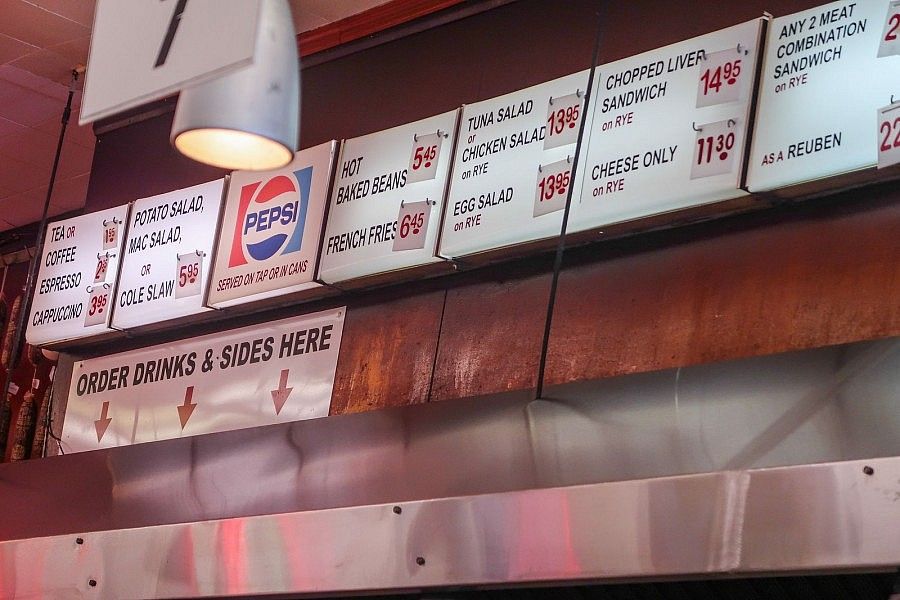 7
TEA OR
COFFEE 1 95
ESPRESSO
CAPPUCCINO 3 95
POTATO SALAD,
MAC SALAD,
OR
COLE SLAW 5 95
PEPSI
SERVED ON TAP OR IN CANS
HOT
BAKED BEANS 5 45
FRENCH FRIES 6 45
TUNA SALAD
or
CHICKEN SALAD 13 95
EGG SALAD
on RYE 13 95
CHOPPED LIVER
SANDWICH 14 95
on RYE
CHEESE ONLY 11 30
on RYE
ANY 2 MEAT
COMBINATION
SANDWICH
on RYE
AS A REUBEN
ORDER DRINKS & SIDES HERE